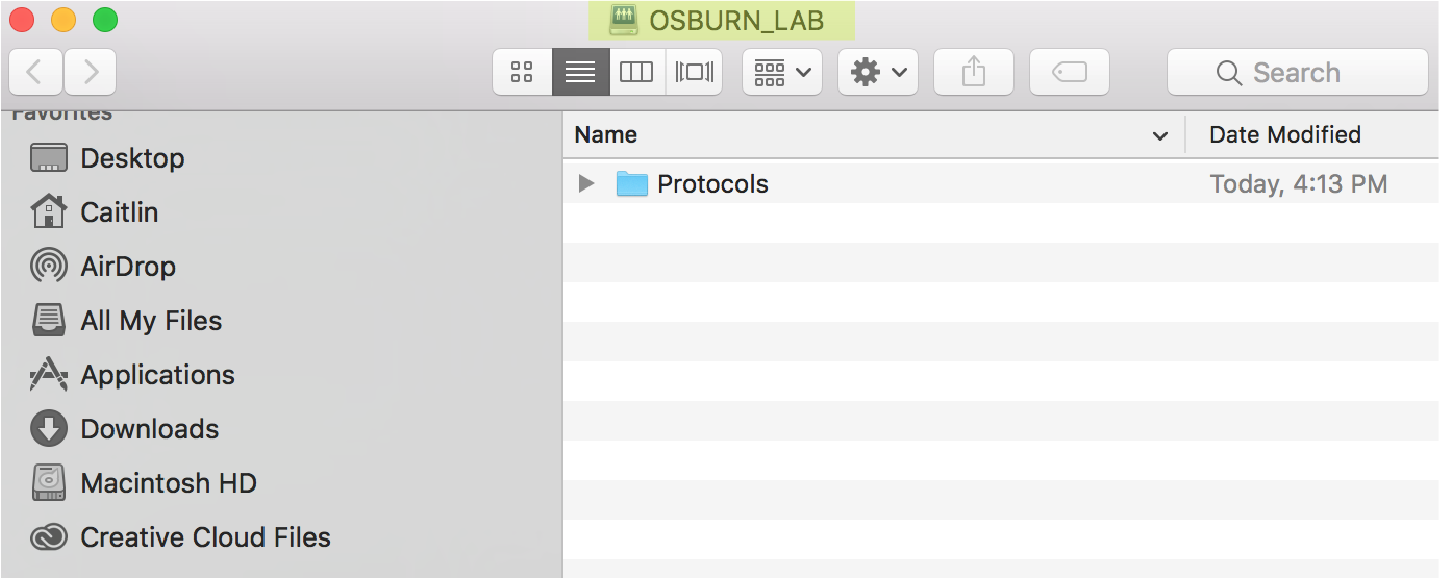 OSBURN_LAB
Search
Favorites
Name
Date Modified
Desktop
Protocols
Today, 4:13 PM
Caitlin
AirDrop
All My Files
Applications
Downloads
Macintosh HD
Creative Cloud Files